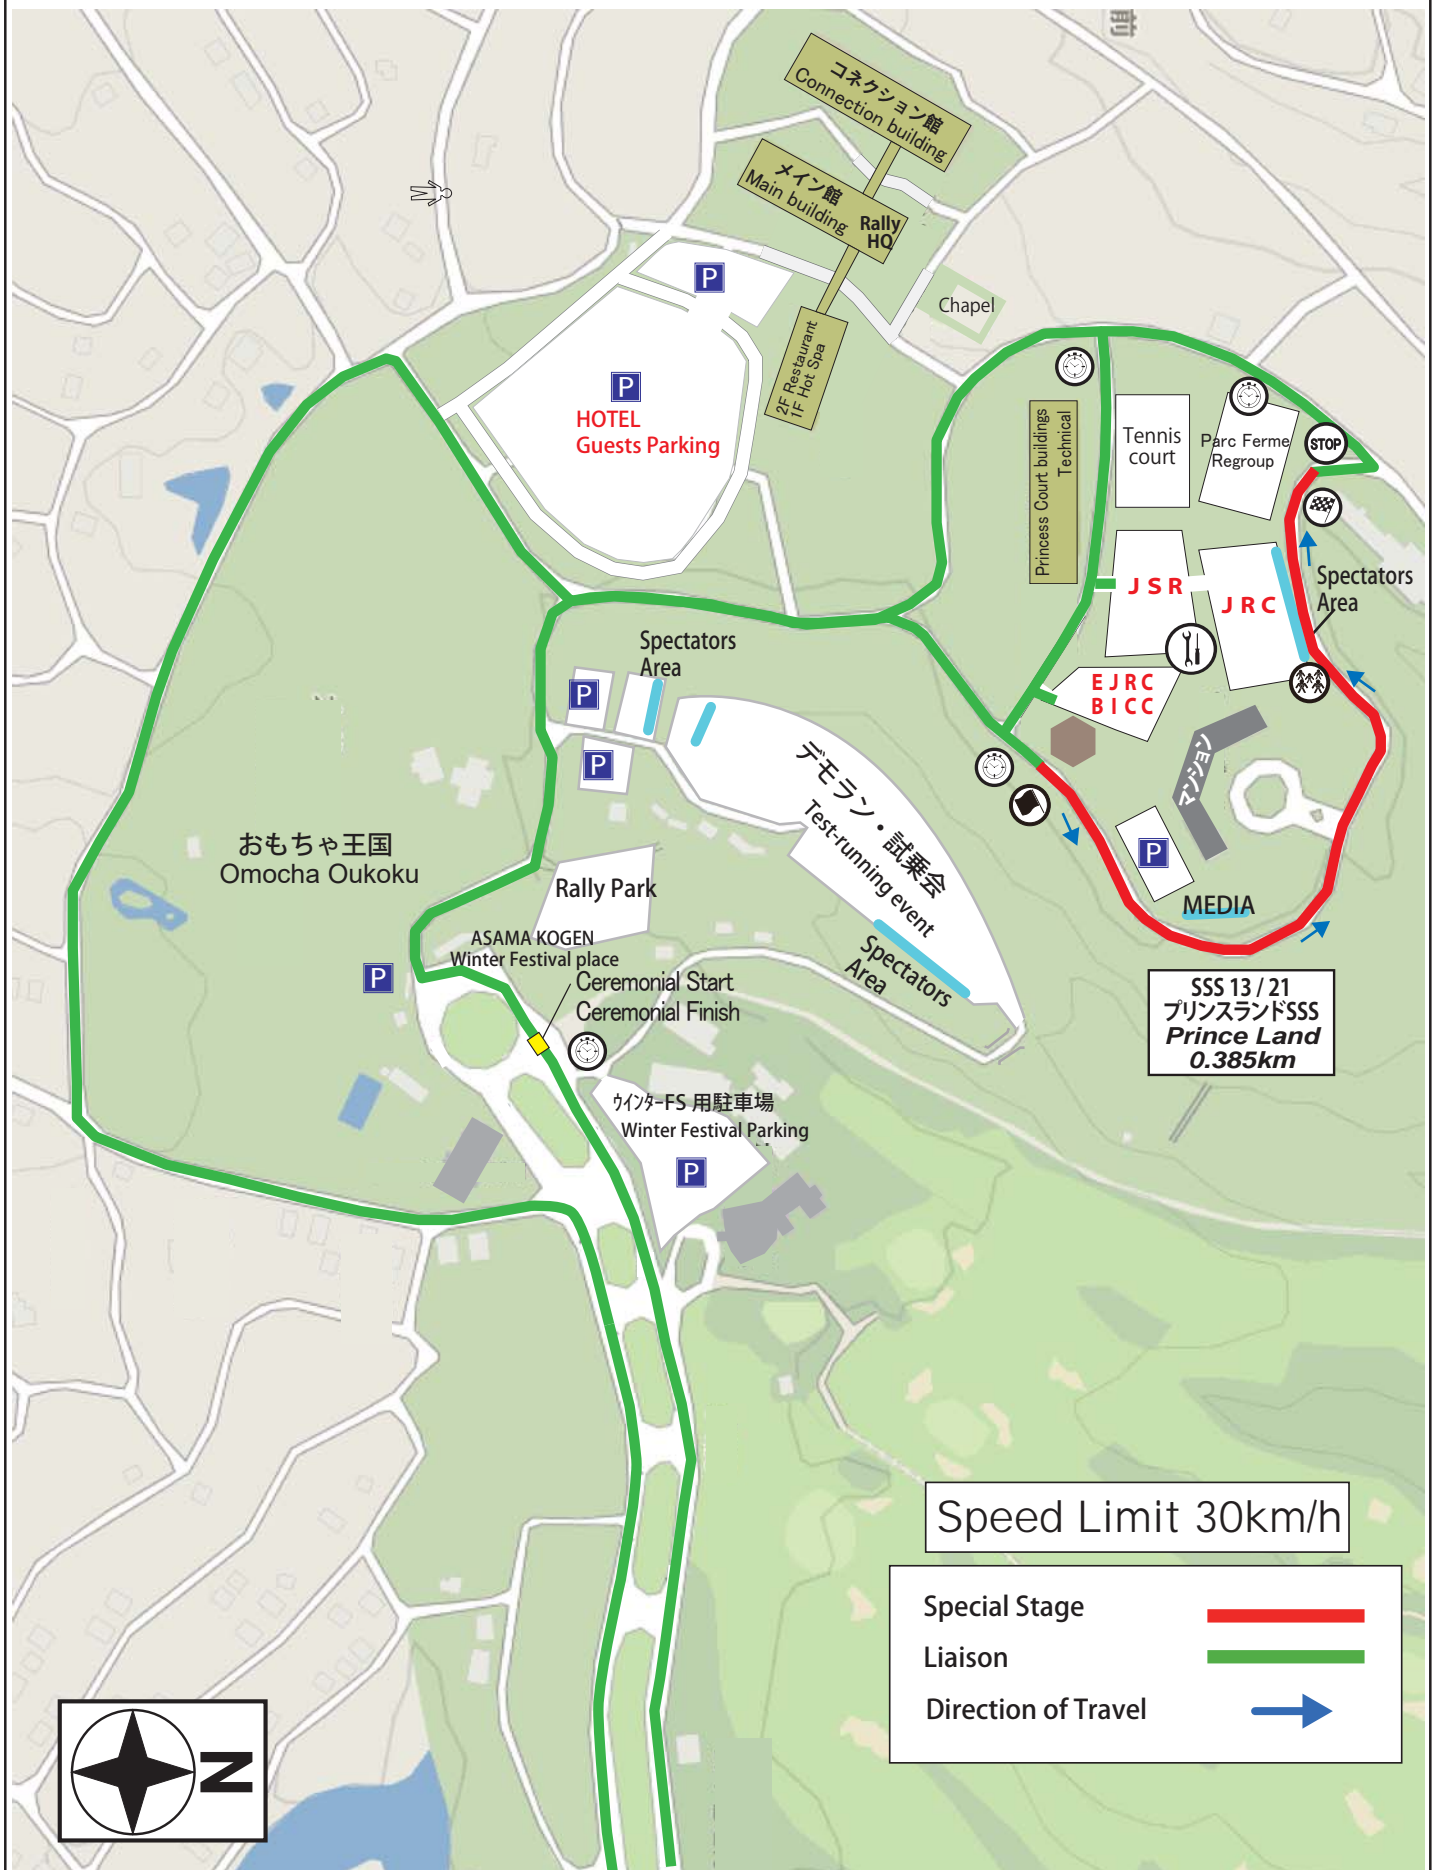 前
コネクション館
Connection building
メイン館
Main building
Rally
HQ
P
Chapel
2F Restaurant
1F Hot Spa
P
HOTEL
Guests Parking
Princess Court buildings
Technical
Tennis
court
Parc Ferme
Regroup
STOP
JSR
JRC
Spectators
Area
EJRC
BICC
Spectators
Area
P
P
デモラン・試乗会
Test-running event
Spectators
Area
マンション
P
MEDIA
おもちゃ王国
Omocha Oukoku
Rally Park
ASAMA KOGEN
Winter Festival place
P
Ceremonial Start
Ceremonial Finish
SSS 13 / 21
プリンスランドSSS
Prince Land
0.385km
ウインターFS 用駐車場
Winter Festival Parking
P
Speed Limit 30km/h
Special Stage
Liaison
Direction of Travel
N